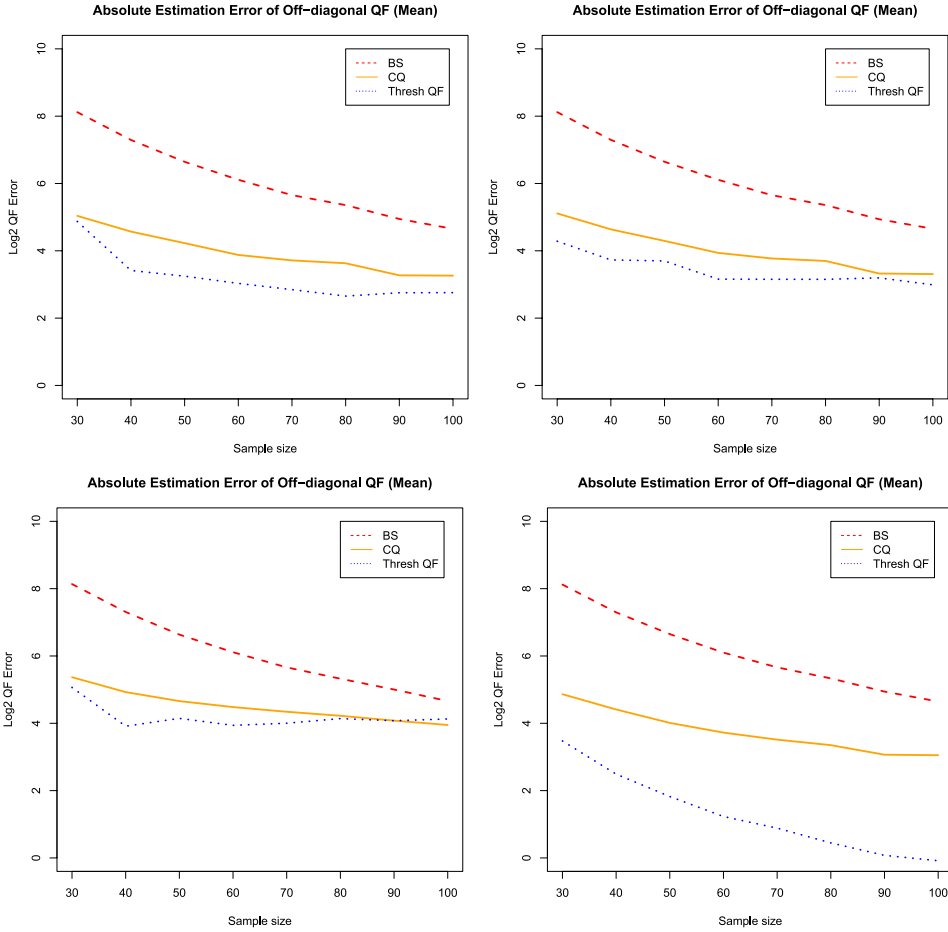 Absolute Estimation Error of Off−diagonal QF (Mean)
10
8
6
4
2
0
Log2 QF Error
BS
CQ
Thresh QF
30 40 50 60 70 80 90 100
Sample size
Absolute Estimation Error of Off−diagonal QF (Mean)
10
8
6
4
2
0
Log2 QF Error
BS
CQ
Thresh QF
30 40 50 60 70 80 90 100
Sample size
Absolute Estimation Error of Off−diagonal QF (Mean)
10
8
6
4
2
0
Log2 QF Error
BS
CQ
Thresh QF
30 40 50 60 70 80 90 100
Sample size
Absolute Estimation Error of Off−diagonal QF (Mean)
10
8
6
4
2
0
Log2 QF Error
BS
CQ
Thresh QF
30 40 50 60 70 80 90 100
Sample size